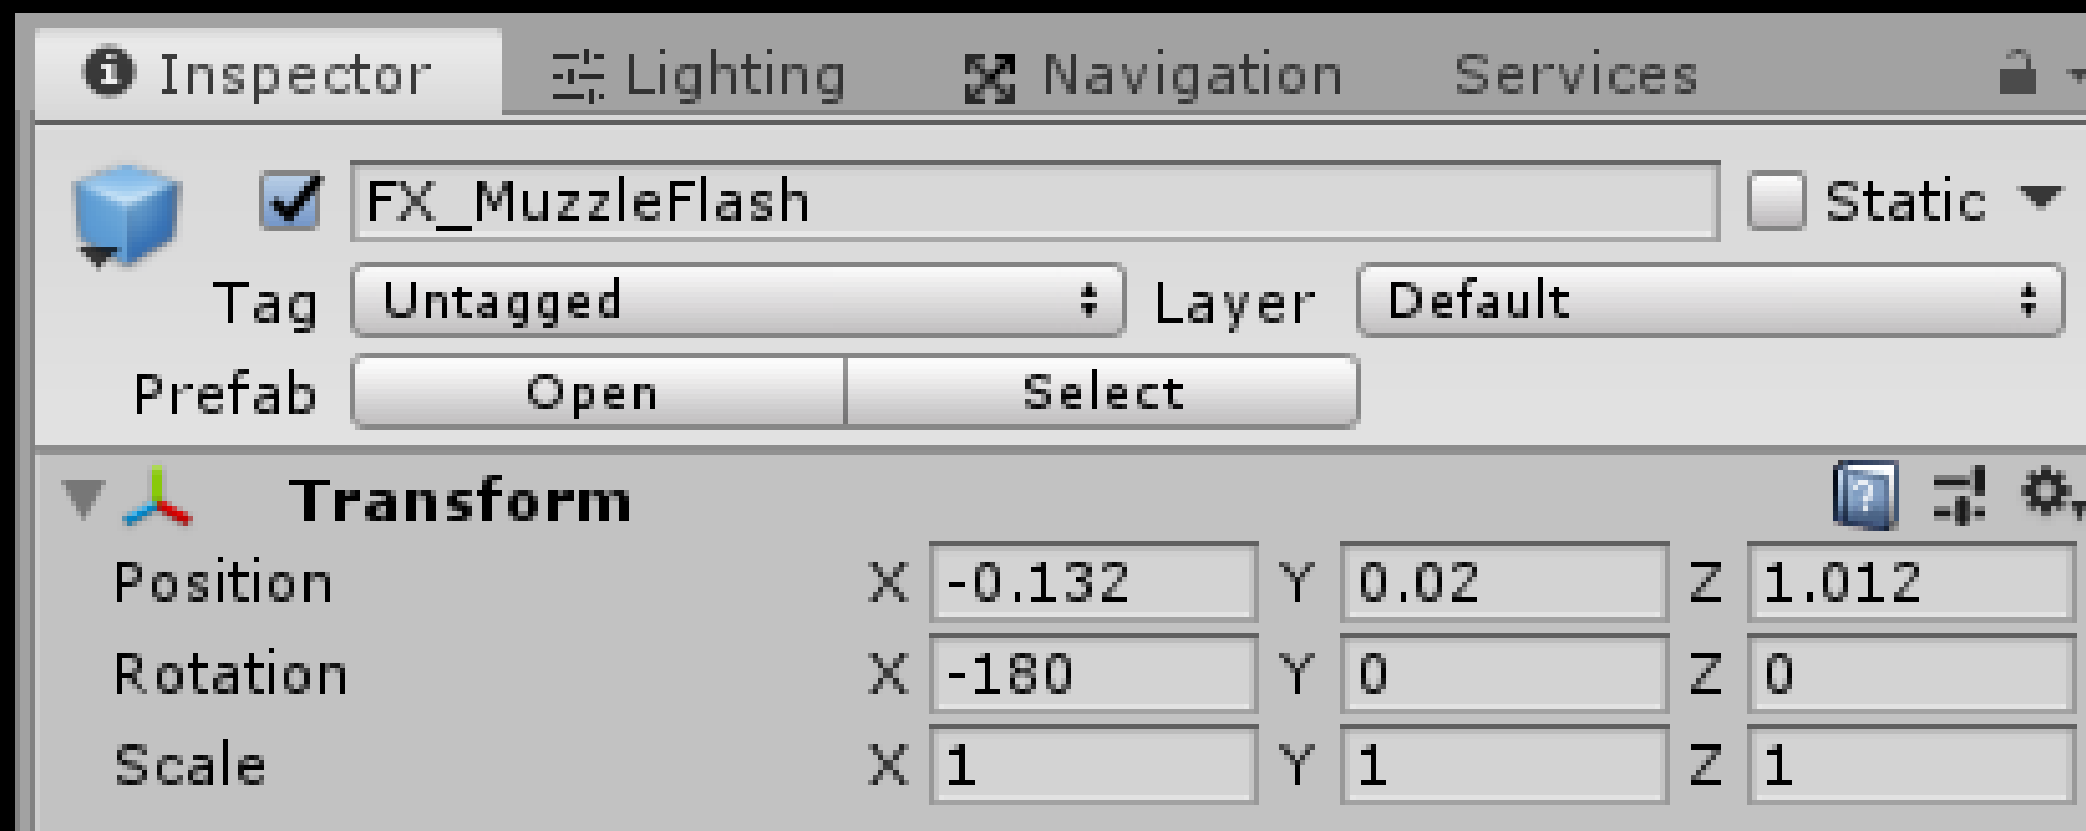 Inspector Lighting Navigation Services
FX_MuzzleFlash Static
Tag Untagged Layer Default
Prefab Open Select
Transform
Position X -0.132 Y 0.02 Z 1.012
Rotation X -180 Y 0 Z 0
Scale X 1 Y 1 Z 1